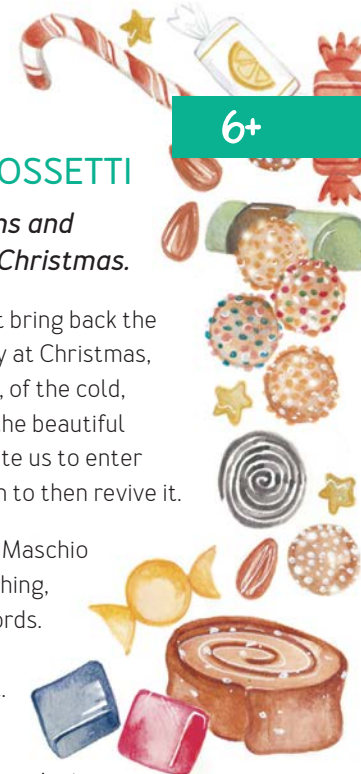 6+
OSSETTI
ns and
Christmas.
t bring back the
y at Christmas,
, of the cold,
the beautiful
te us to enter
n to then revive it.
Maschio
hing,
ords.
.